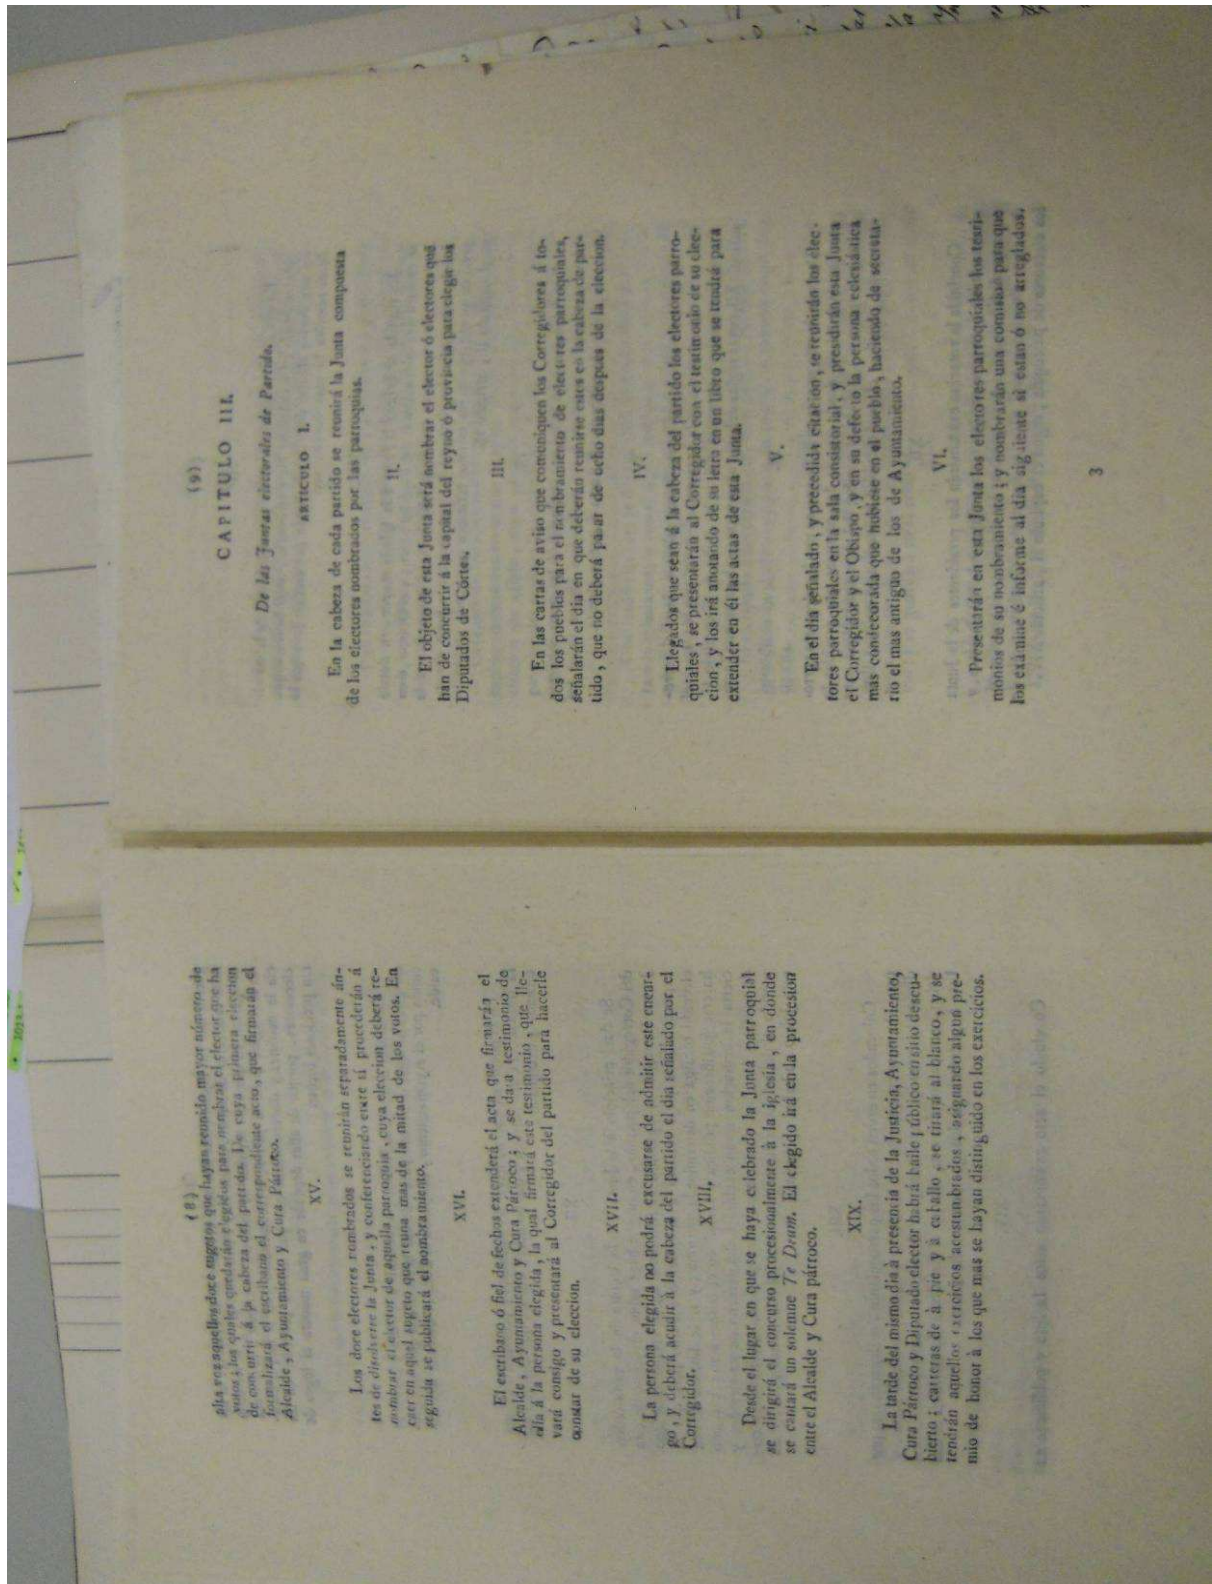 (8)
aquellos doce sugetos que hayan reunido mayor número de
votos; los quales quedarán elegidos para nombrar el elector que ha
de concurrir á la cabeza del partido. De cuya primera eleccion
formalizará el escribano el correspondiente acto, que firmarán el
Alcalde, Ayuntamiento y Cura Párroco.
XV.
Los doce electores nombrados se reunirán separadamente án-
tes de disolverse la Junta, y conferenciando entre sí procederán á
nombrar el elector de aquella parroquia, cuya eleccion deberá re-
caer en aquel sugeto que reuna mas de la mitad de los votos. En
seguida se publicará el nombramiento.
XVI.
El escribano ó fiel de fechos extenderá el acta que firmarán el
Alcalde, Ayuntamiento y Cura Párroco; y se dará testimonio de
ella á la persona elegida, la qual firmará este testimonio, que lle-
vará consigo y presentará al Corregidor del partido para hacerle
constar de su eleccion.
XVII.
La persona elegida no podrá excusarse de admitir este encar-
go, y deberá acudir à la cabeza del partido el dia señalado por el
Corregidor.
XVIII.
Desde el lugar en que se haya celebrado la Junta parroquial
se dirigirá el concurso procesionalmente à la iglesia, en donde
se cantará un solemne Te Deum. El elegido irá en la procesion
entre el Alcalde y Cura párroco.
XIX.
La tarde del mismo dia à presencia de la Justicia, Ayuntamiento,
Cura Párroco y Diputado elector habrá baile público en sitio descu-
bierto; carreras de à pie y à caballo, se tirará al blanco, y se
tendrán aquellos exercicios acostumbrados, asignando algun pre-
mio de honor à los que mas se hayan distinguido en los exercicios.
(9)
CAPITULO III.
De las Juntas electorales de Partido.
ARTICULO I.
En la cabeza de cada partido se reunirá la Junta compuesta
de los electores nombrados por las parroquias.
II.
El objeto de esta Junta será nombrar el elector ó electores que
han de concurrir á la capital del reyno ó provincia para elegir los
Diputados de Córtes.
III.
En las cartas de aviso que comuniquen los Corregidores á to-
dos los pueblos para el nombramiento de electores parroquiales,
señalarán el dia en que deberán reunirse estos en la cabeza de par-
tido, que no deberá pasar de ocho dias despues de la eleccion.
IV.
Llegados que sean á la cabeza del partido los electores parro-
quiales, se presentarán al Corregidor con el testimonio de su elec-
cion, y los irá anotando de su letra en un libro que se tendrá para
extender en él las actas de esta Junta.
V.
En el dia señalado, y precedida citacion, se reunirán los elec-
tores parroquiales en la sala consistorial, y presidirán esta Junta
el Corregidor y el Obispo, y en su defecto la persona eclesiástica
mas condecorada que hubiese en el pueblo, haciendo de secreta-
rio el mas antiguo de los de Ayuntamiento.
VI.
Presentarán en esta Junta los electores parroquiales los testi-
monios de su nombramiento; y nombrarán una comision para que
los exâmine é informe al dia siguiente si estan ó no arreglados.
3